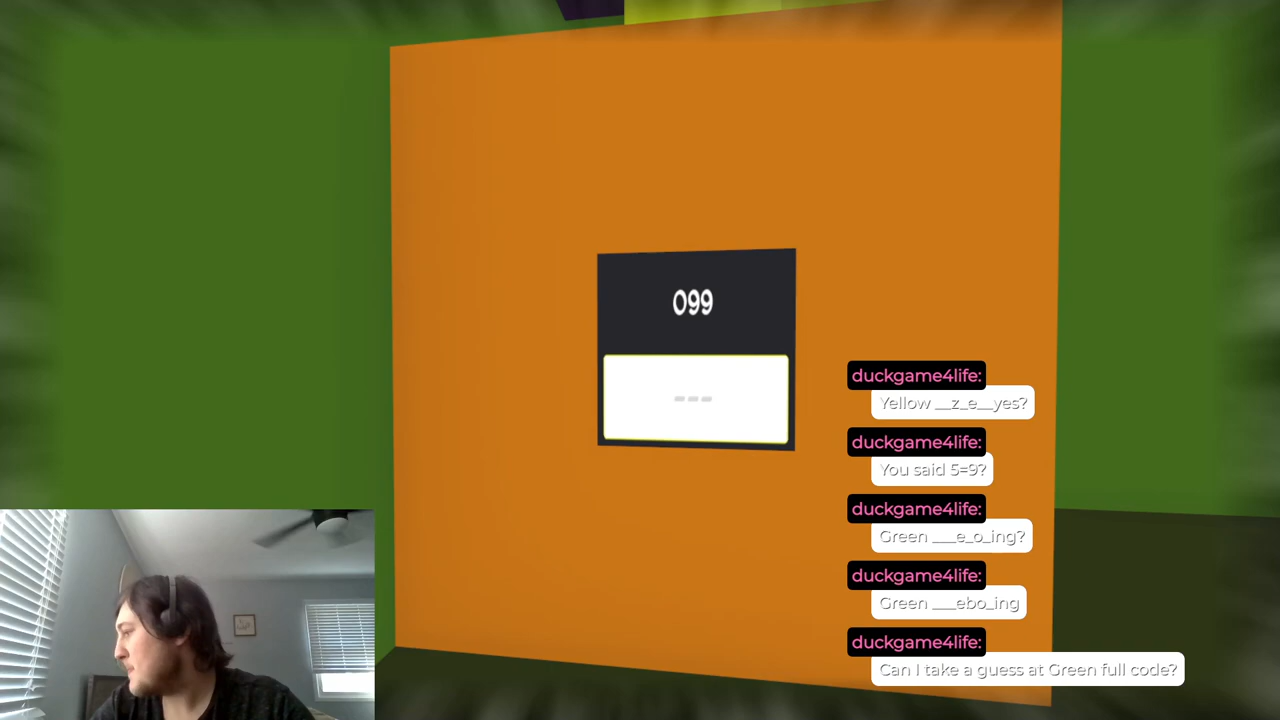 099
---
duckgame4life:
Yellow __z_e__yes?
duckgame4life:
You said 5=9?
duckgame4life:
Green ___e_o_ing?
duckgame4life:
Green ___ebo_ing
duckgame4life:
Can I take a guess at Green full code?